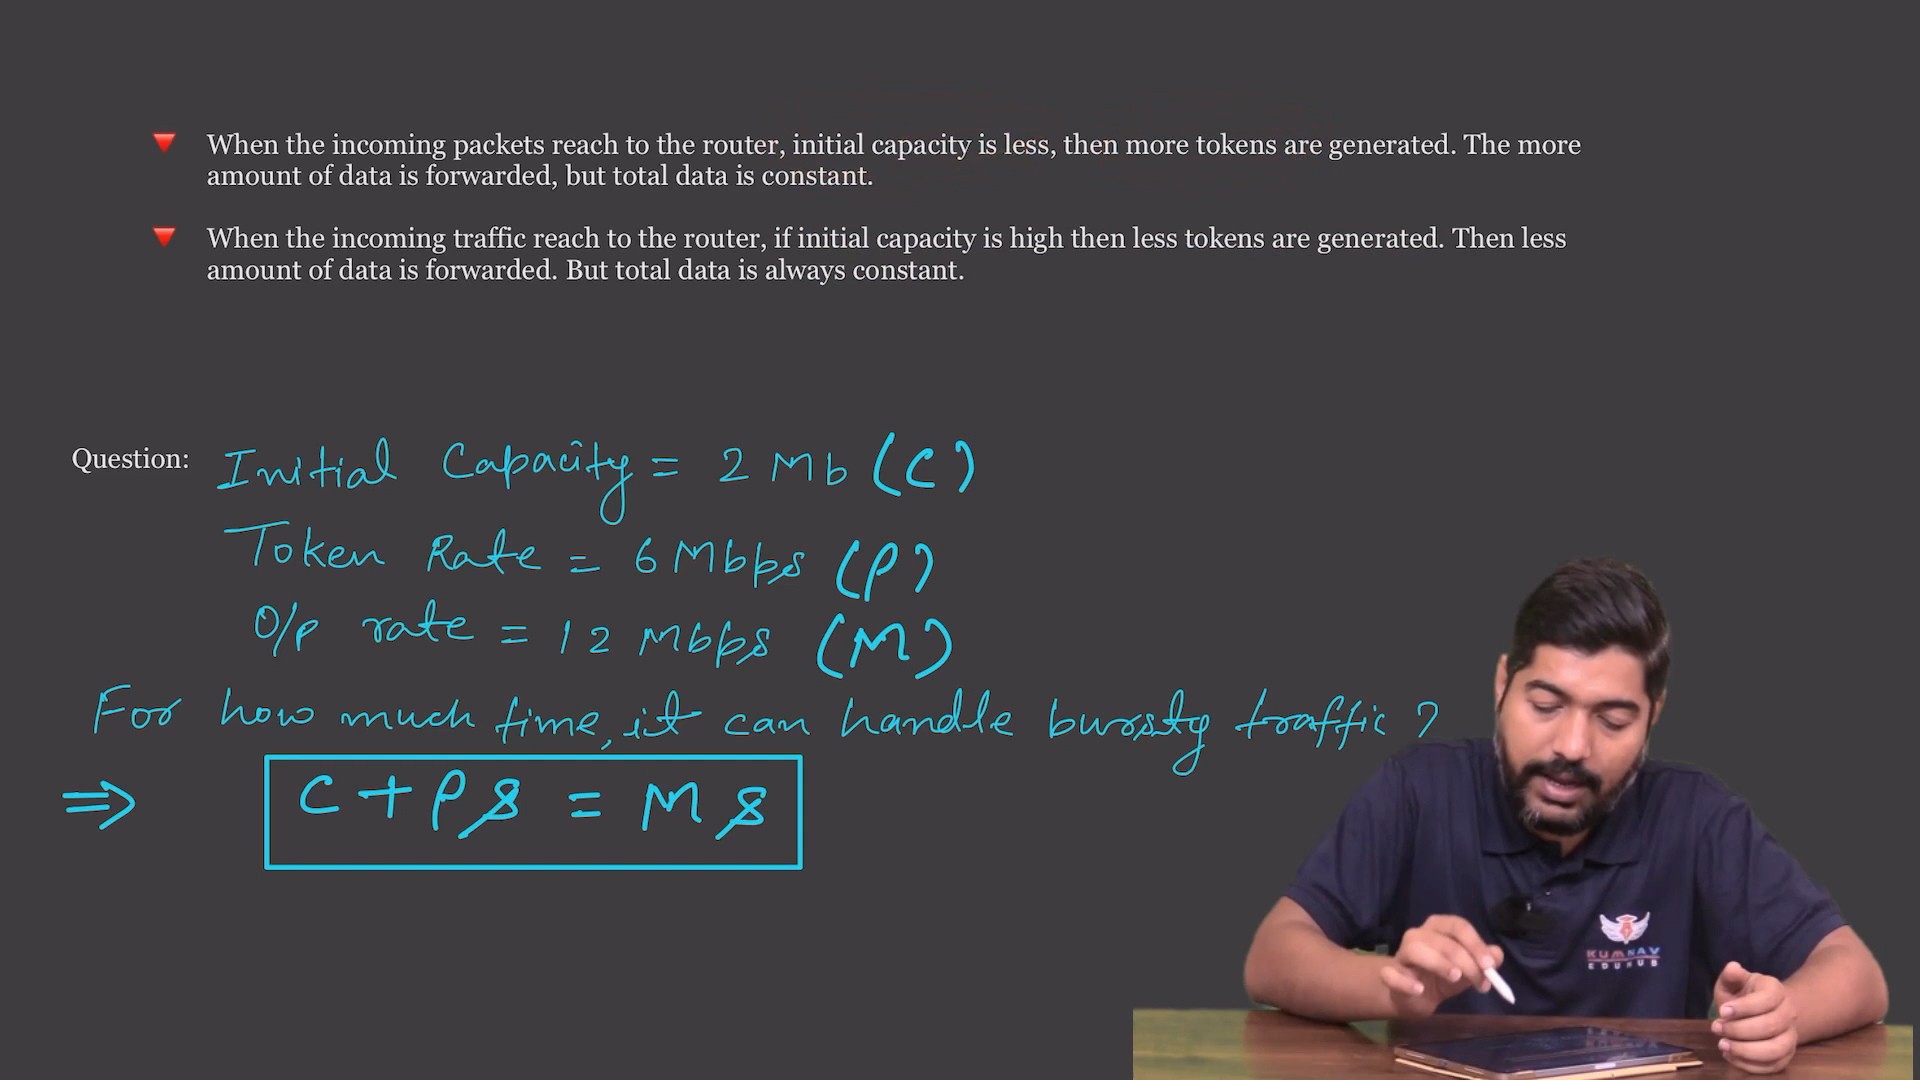 When the incoming packets reach to the router, initial capacity is less, then more tokens are generated. The more
amount of data is forwarded, but total data is constant.
When the incoming traffic reach to the router, if initial capacity is high then less tokens are generated. Then less
amount of data is forwarded. But total data is always constant.
Question: Initial Capacity = 2 Mb (C)
Token Rate = 6 Mbps (ρ)
O/p rate = 12 Mbps (M)
For how much time, it can handle bursty traffic?
⇒ C + ρs = Ms
KUMNAV
EDUHUB